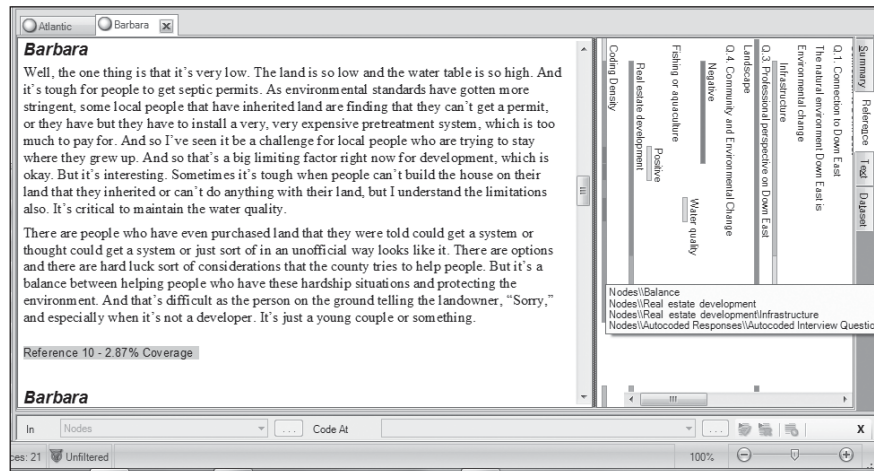 Atlantic
Barbara
Barbara
Well, the one thing is that it's very low. The land is so low and the water table is so high. And
it's tough for people to get septic permits. As environmental standards have gotten more
stringent, some local people that have inherited land are finding that they can't get a permit,
or they have but they have to install a very, very expensive pretreatment system, which is too
much to pay for. And so I've seen it be a challenge for local people who are trying to stay
where they grew up. And so that's a big limiting factor right now for development, which is
okay. But it's interesting. Sometimes it's tough when people can't build the house on their
land that they inherited or can't do anything with their land, but I understand the limitations
also. It's critical to maintain the water quality.
There are people who have even purchased land that they were told could get a system or
thought could get a system or just sort of in an unofficial way looks like it. There are options
and there are hard luck sort of considerations that the county tries to help people. But it's a
balance between helping people who have these hardship situations and protecting the
environment. And that's difficult as the person on the ground telling the landowner, "Sorry,"
and especially when it's not a developer. It's just a young couple or something.
Reference 10 - 2.87% Coverage
Barbara
Summary
Reference
Text
Dataset
Q.1. Connection to Down East
The natural environment Down East is
Environmental change
Infrastructure
Q.3. Professional perspective on Down East
Landscape
Q.4. Community and Environmental Change
Water quality
Negative
Fishing or aquaculture
Positive
Real estate development
Coding Density
Nodes\\Balance
Nodes\\Real estate development
Nodes\\Real estate development\Infrastructure
Nodes\\Autocoded Responses\Autocoded Interview Questio
In
Nodes
...
Code At
...
X
ces: 21
Unfiltered
100%